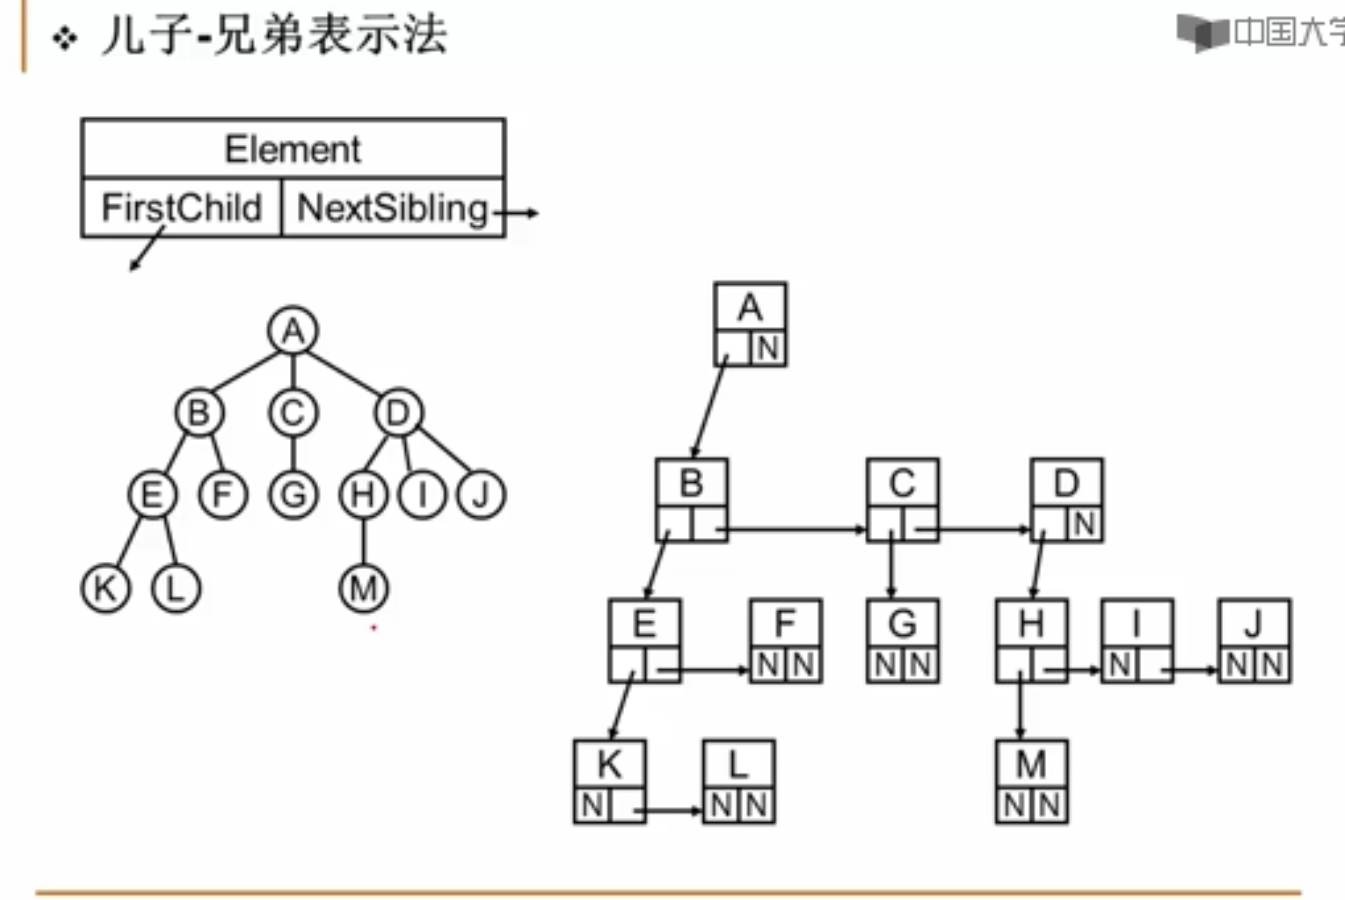 ❖ 儿子-兄弟表示法
中国大学
Element
FirstChild NextSibling
A
B C D
E F G H I J
K L M
A
N
B C D
N
E F G H I J
N N N N N N N
K L M
N N N N N